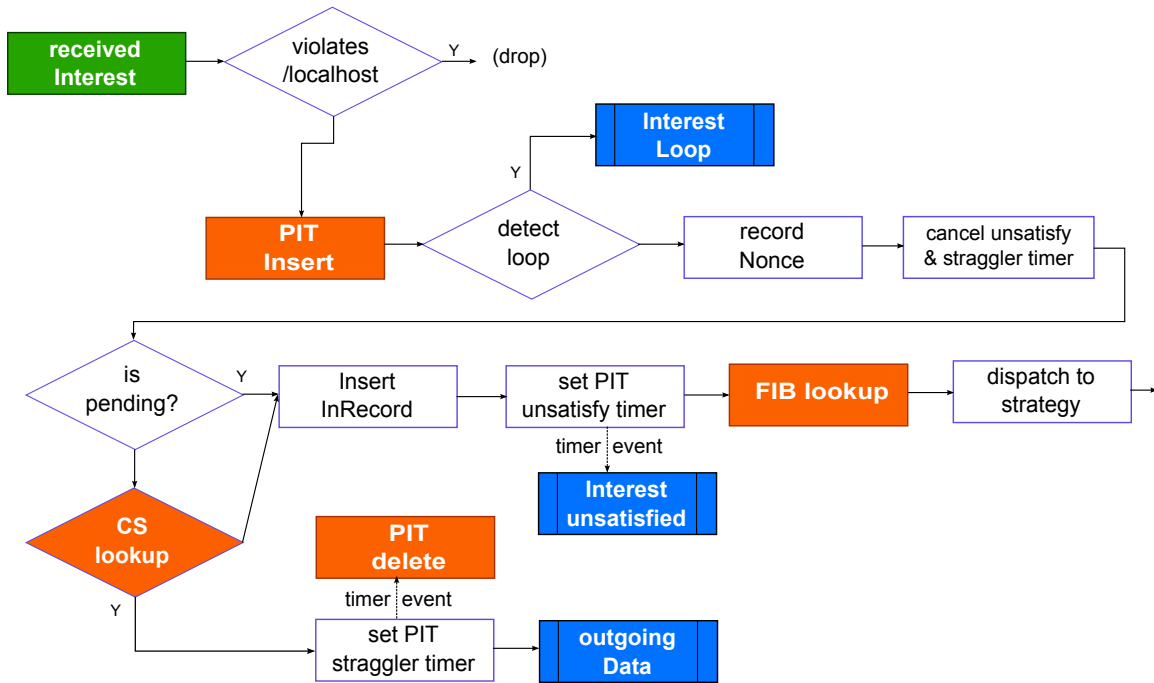 received
Interest
violates
/localhost
Y
(drop)
Interest
Loop
Y
PIT
Insert
detect
loop
record
Nonce
cancel unsatisfy
& straggler timer
is
pending?
Y
Insert
InRecord
set PIT
unsatisfy timer
FIB lookup
dispatch to
strategy
timer event
Interest
unsatisfied
CS
lookup
PIT
delete
Y
timer event
set PIT
straggler timer
outgoing
Data